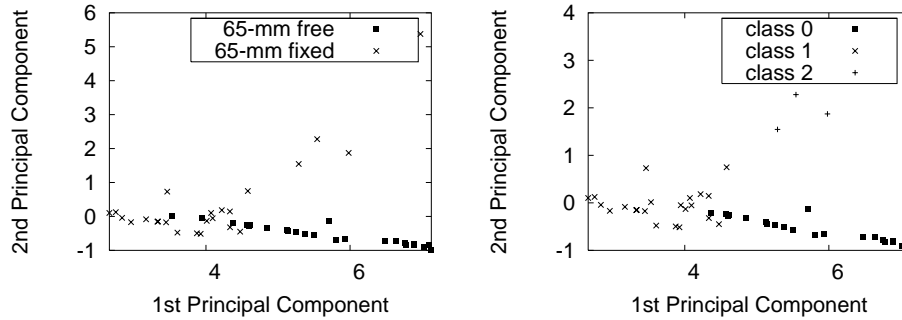 6
5
4
3
2
1
0
-1
2nd Principal Component
65-mm free
65-mm fixed
4
6
1st Principal Component
4
3
2
1
0
-1
2nd Principal Component
class 0
class 1
class 2
4
6
1st Principal Component